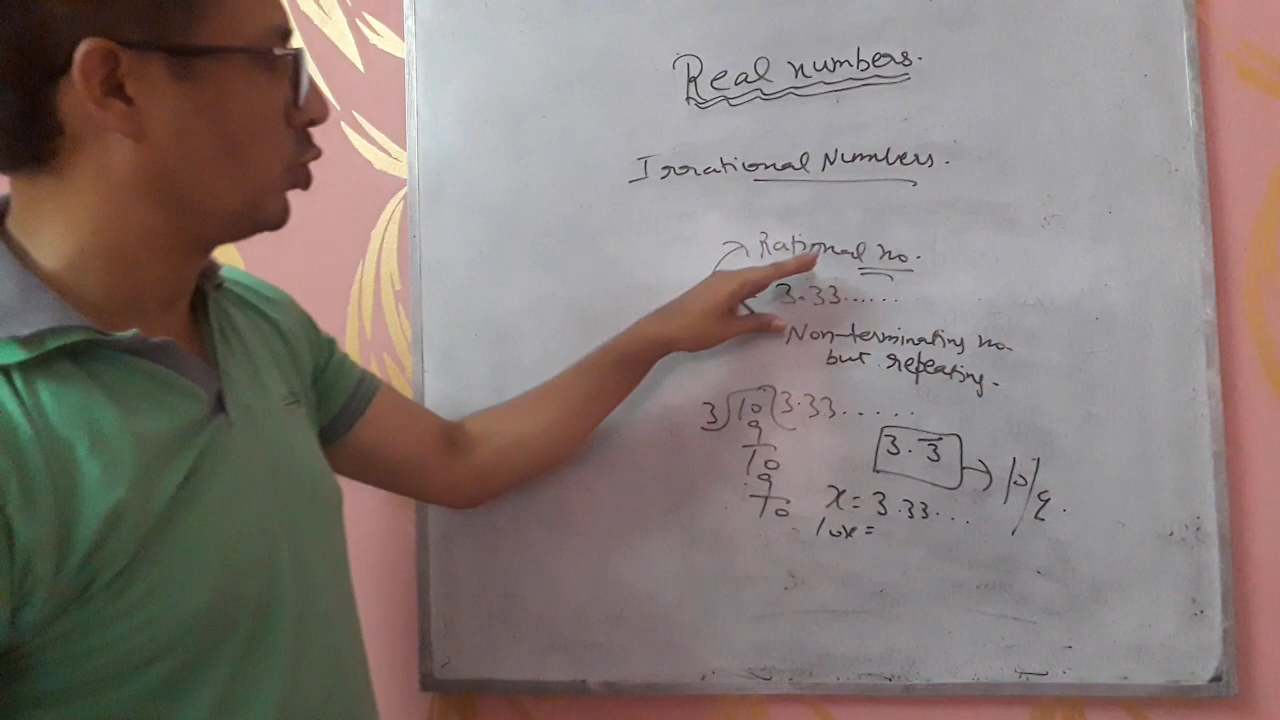 Real numbers.
Irrational Numbers.
Rational no.
3.33......
Non-terminating no
but repeating.
3)10(3.33......
9
10
9
10
3.3̅ → p/q.
x = 3.33...
10x =